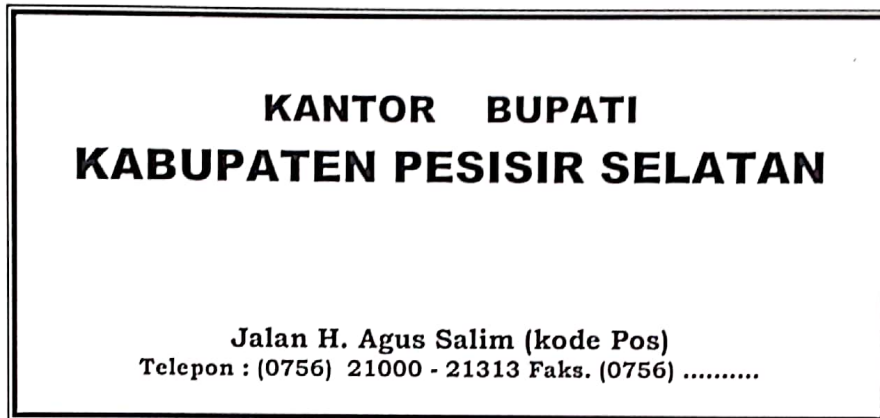 KANTOR BUPATI
KABUPATEN PESISIR SELATAN
Jalan H. Agus Salim (kode Pos)
Telepon : (0756) 21000 - 21313 Faks. (0756) ..........